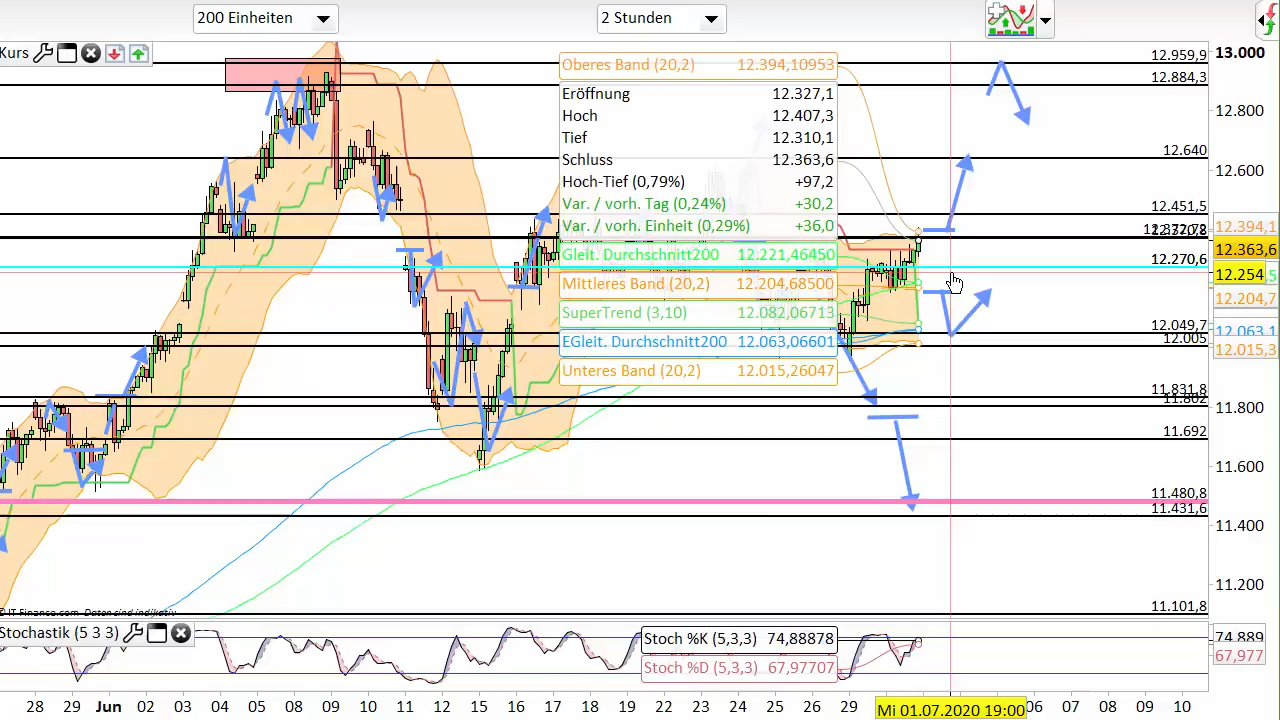 200 Einheiten
2 Stunden
Kurs
13.000
12.959,9
12.884,3
12.800
12.640
12.600
12.451,5
12.270,6
12.049,7
12.005
11.831,8
11.800
11.692
11.600
11.480,8
11.431,6
11.400
11.200
11.101,8
12.394,1
12.363,6
12.254
12.204,7
12.063,1
12.015,3
Oberes Band (20,2) 12.394,10953
Eröffnung 12.327,1
Hoch 12.407,3
Tief 12.310,1
Schluss 12.363,6
Hoch-Tief (0,79%) +97,2
Var. / vorh. Tag (0,24%) +30,2
Var. / vorh. Einheit (0,29%) +36,0
Gleit. Durchschnitt200 12.221,46450
Mittleres Band (20,2) 12.204,68500
SuperTrend (3,10) 12.082,06713
EGleit. Durchschnitt200 12.063,06601
Unteres Band (20,2) 12.015,26047
© IT-Finance.com Daten sind indikativ
Stochastik (5 3 3)
Stoch %K (5,3,3) 74,88878
Stoch %D (5,3,3) 67,97707
74,889
67,977
28 29 Jun 02 03 04 05 08 09 10 11 12 15 16 17 18 19 22 23 24 25 26 29 Mi 01.07.2020 19:00 06 07 08 09 10